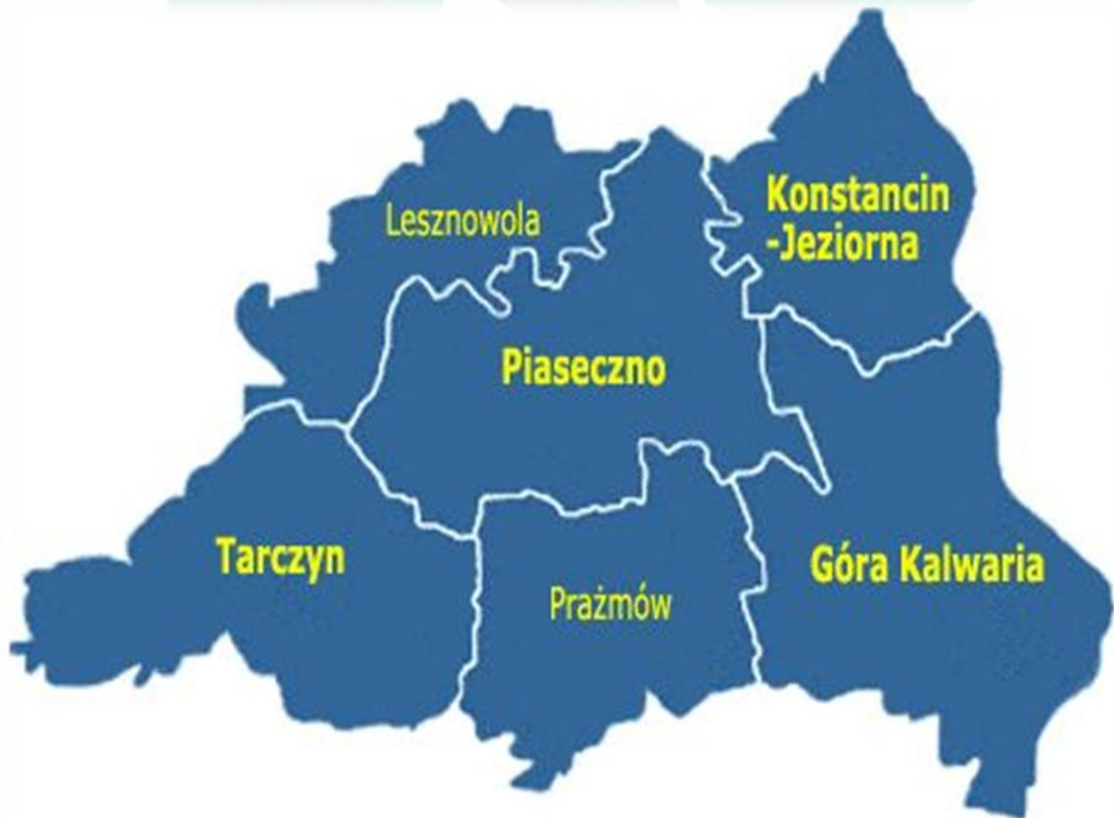 Lesznowola
Konstancin
-Jeziorna
Piaseczno
Tarczyn
Prażmów
Góra Kalwaria